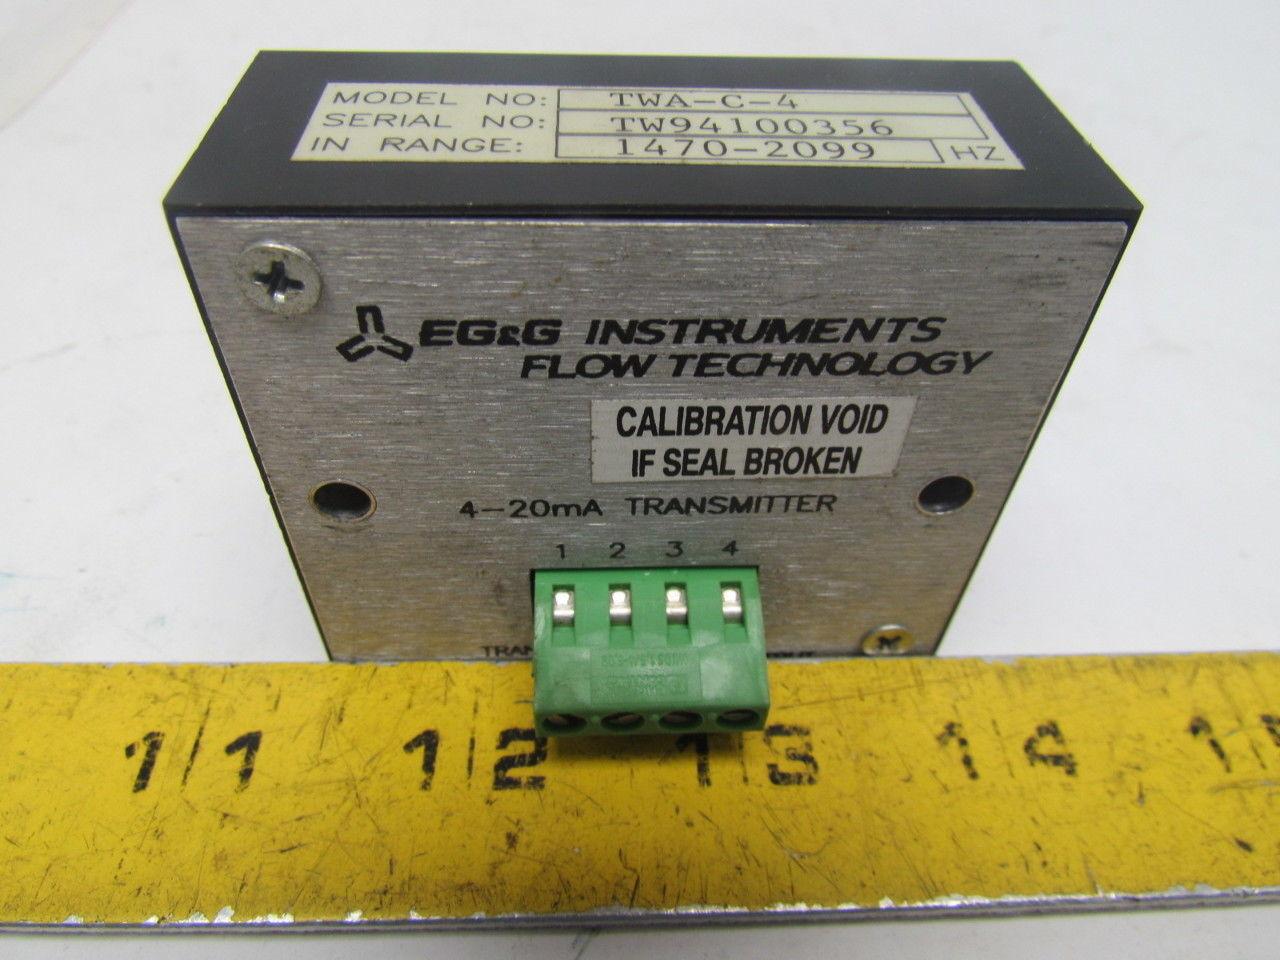 MODEL NO: TWA-C-4
SERIAL NO: TW94100356
IN RANGE: 1470-2099 HZ
EG&G INSTRUMENTS
FLOW TECHNOLOGY
CALIBRATION VOID
IF SEAL BROKEN
4-20mA TRANSMITTER
1 2 3 4
11 12 13 14